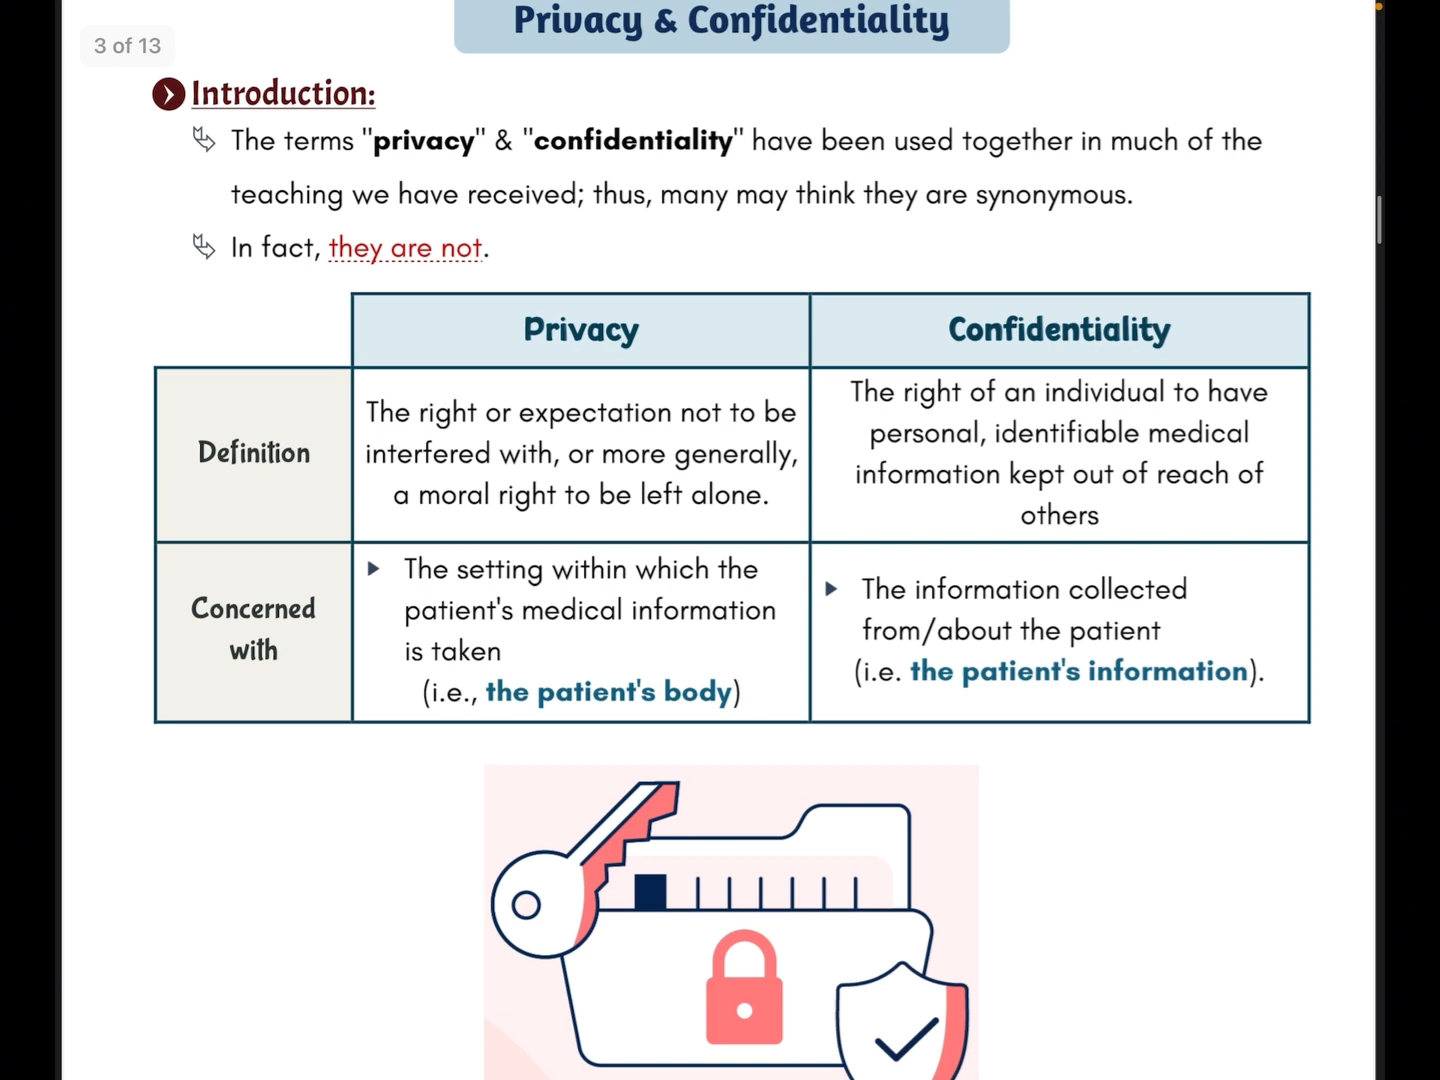 Privacy & Confidentiality
3 of 13
Introduction:
The terms "privacy" & "confidentiality" have been used together in much of the
teaching we have received; thus, many may think they are synonymous.
In fact, they are not.
Privacy
Confidentiality
Definition
The right or expectation not to be
interfered with, or more generally,
a moral right to be left alone.
The right of an individual to have
personal, identifiable medical
information kept out of reach of
others
Concerned
with
The setting within which the
patient's medical information
is taken
(i.e., the patient's body)
The information collected
from/about the patient
(i.e. the patient's information).